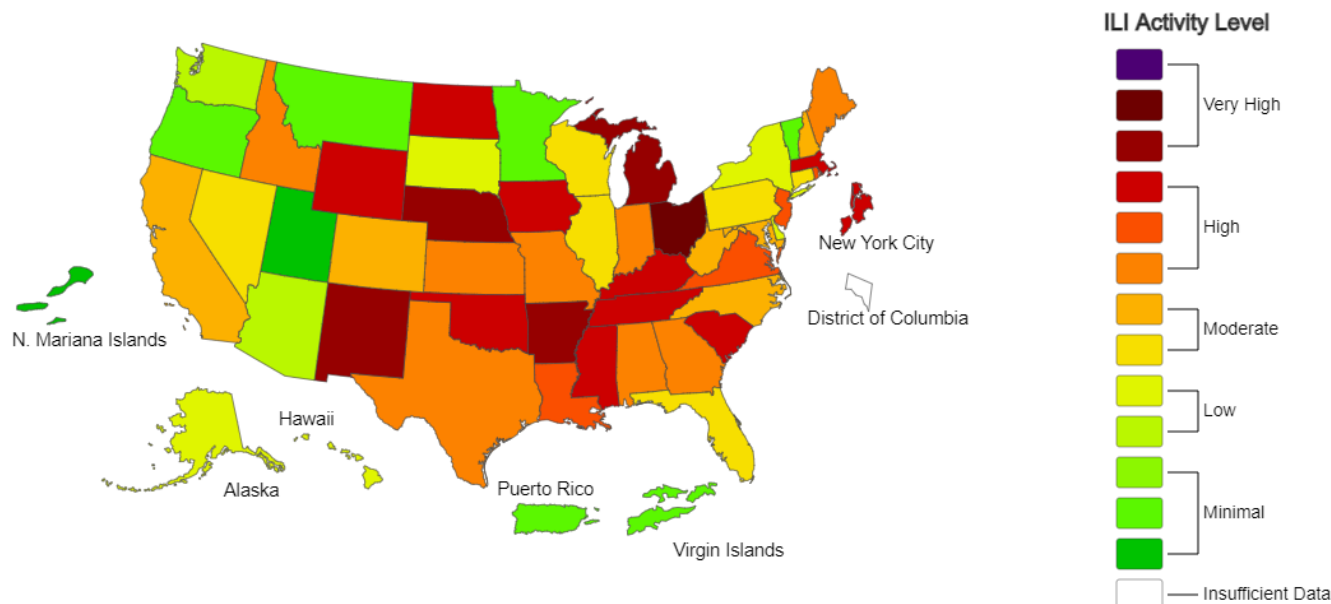 ILI Activity Level
Very High
High
New York City
District of Columbia
N. Mariana Islands
Moderate
Low
Hawaii
Alaska
Puerto Rico
Minimal
Virgin Islands
Insufficient Data